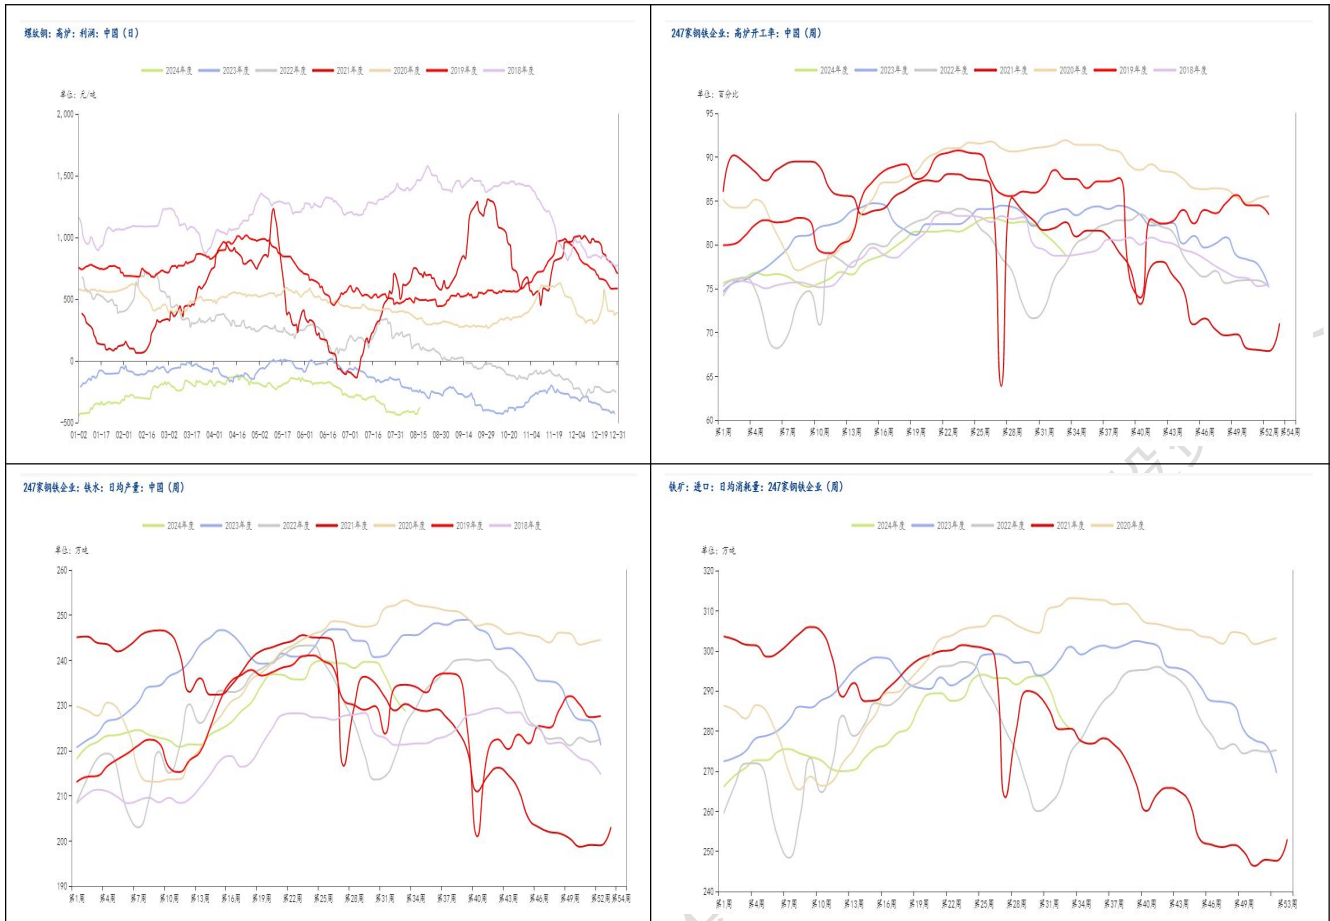 螺纹钢：高炉：利润：中国（日）
2024年度 2023年度 2022年度 2021年度 2020年度 2019年度 2018年度
单位：元/吨
2,000
1,500
1,000
500
0
-500
01-02 01-17 02-01 02-16 03-02 03-17 04-01 04-16 05-02 05-17 06-01 06-16 07-01 07-16 07-31 08-15 08-30 09-14 09-29 10-20 11-04 11-19 12-04 12-19 12-31
247家钢铁企业：高炉开工率：中国（周）
2024年度 2023年度 2022年度 2021年度 2020年度 2019年度 2018年度
单位：百分比
95
90
85
80
75
70
65
60
第1周 第4周 第7周 第10周 第13周 第16周 第19周 第22周 第25周 第28周 第31周 第34周 第37周 第40周 第43周 第46周 第49周 第52周 第54周
247家钢铁企业：铁水：日均产量：中国（周）
2024年度 2023年度 2022年度 2021年度 2020年度 2019年度 2018年度
单位：万吨
260
250
240
230
220
210
200
190
第1周 第4周 第7周 第10周 第13周 第16周 第19周 第22周 第25周 第28周 第31周 第34周 第37周 第40周 第43周 第46周 第49周 第52周 第54周
铁矿：进口：日均消耗量：247家钢铁企业（周）
2024年度 2023年度 2022年度 2021年度 2020年度
单位：万吨
320
310
300
290
280
270
260
250
240
第1周 第4周 第7周 第10周 第13周 第16周 第19周 第22周 第25周 第28周 第31周 第34周 第37周 第40周 第43周 第46周 第49周 第53周